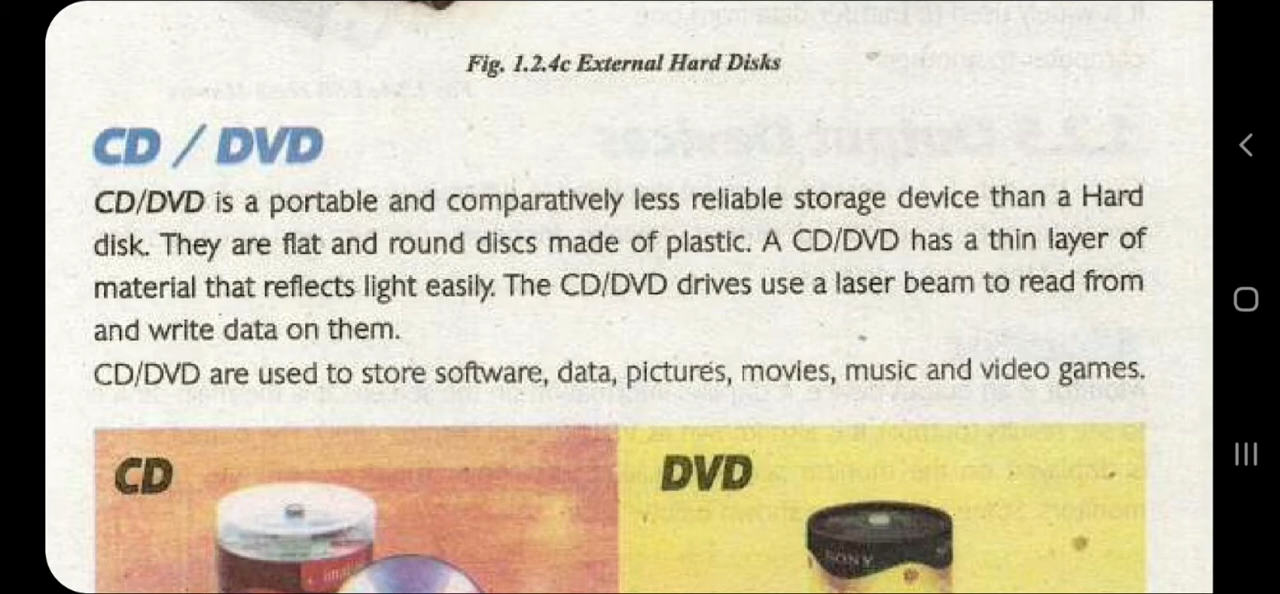 Fig. 1.2.4c External Hard Disks
CD / DVD
CD/DVD is a portable and comparatively less reliable storage device than a Hard
disk. They are flat and round discs made of plastic. A CD/DVD has a thin layer of
material that reflects light easily. The CD/DVD drives use a laser beam to read from
and write data on them.
CD/DVD are used to store software, data, pictures, movies, music and video games.
CD
DVD
SONY